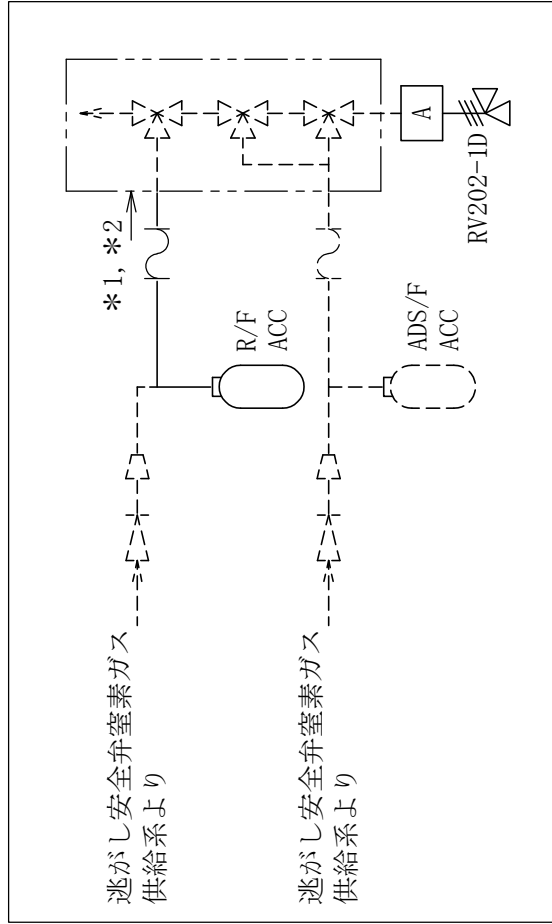 逃がし安全弁窒素ガス
供給系より
*1, *2
R/F
ACC
逃がし安全弁窒素ガス
供給系より
ADS/F
ACC
A
RV202-1D